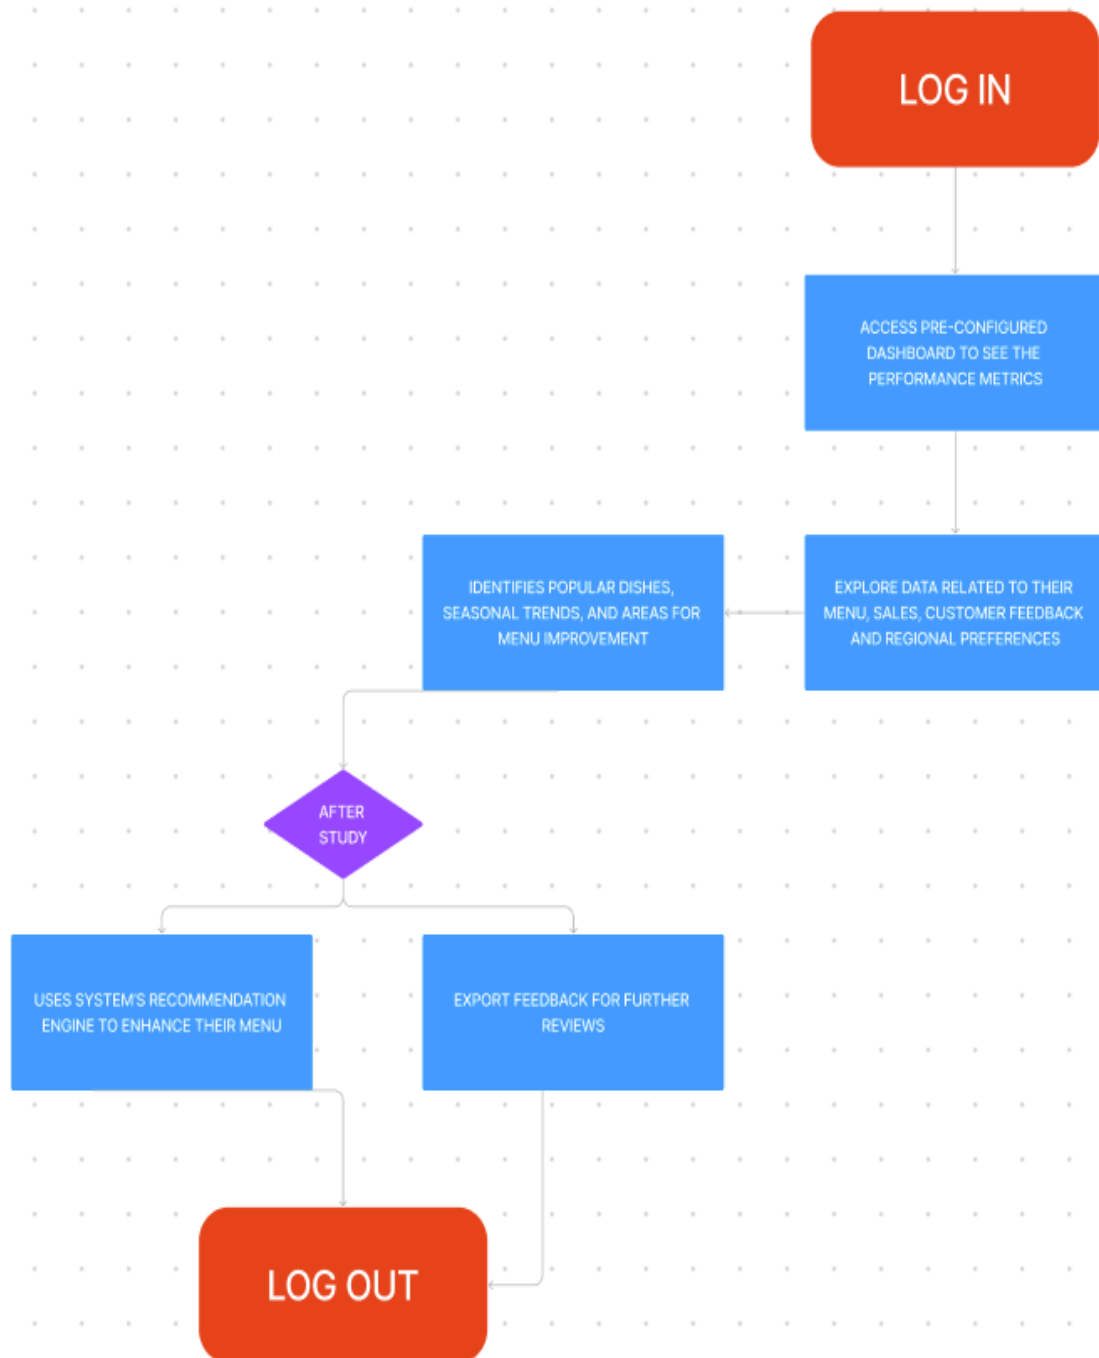 LOG IN
ACCESS PRE-CONFIGURED
DASHBOARD TO SEE THE
PERFORMANCE METRICS
EXPLORE DATA RELATED TO THEIR
MENU, SALES, CUSTOMER FEEDBACK
AND REGIONAL PREFERENCES
IDENTIFIES POPULAR DISHES,
SEASONAL TRENDS, AND AREAS FOR
MENU IMPROVEMENT
AFTER
STUDY
USES SYSTEM'S RECOMMENDATION
ENGINE TO ENHANCE THEIR MENU
EXPORT FEEDBACK FOR FURTHER
REVIEWS
LOG OUT